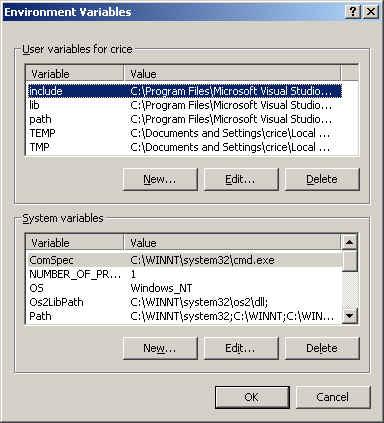 Environment Variables
User variables for crice
Variable Value
include C:\Program Files\Microsoft Visual Studio...
lib C:\Program Files\Microsoft Visual Studio...
path C:\Program Files\Microsoft Visual Studio...
TEMP C:\Documents and Settings\crice\Local ...
TMP C:\Documents and Settings\crice\Local ...
New... Edit... Delete
System variables
Variable Value
ComSpec C:\WINNT\system32\cmd.exe
NUMBER_OF_PR... 1
OS Windows_NT
Os2LibPath C:\WINNT\system32\os2\dll;
Path C:\WINNT\system32;C:\WINNT;C:\WIN...
New... Edit... Delete
OK Cancel